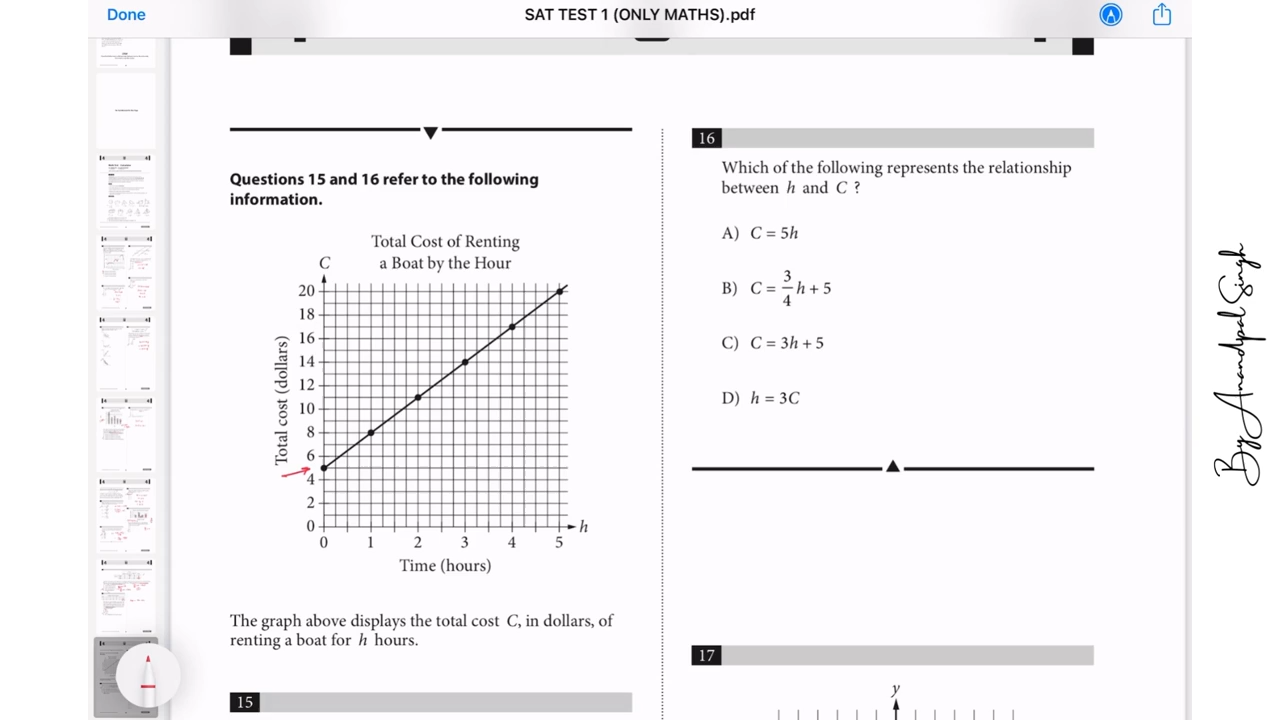 Done
SAT TEST 1 (ONLY MATHS).pdf
Questions 15 and 16 refer to the following
information.
Total Cost of Renting
a Boat by the Hour
C
20
18
16
14
12
10
8
6
4
2
0
Total cost (dollars)
h
0 1 2 3 4 5
Time (hours)
The graph above displays the total cost C, in dollars, of
renting a boat for h hours.
15
16
Which of the following represents the relationship
between h and C ?
A) C = 5h
B) C = 3/4 h + 5
C) C = 3h + 5
D) h = 3C
17
y
By Anandpal Singh